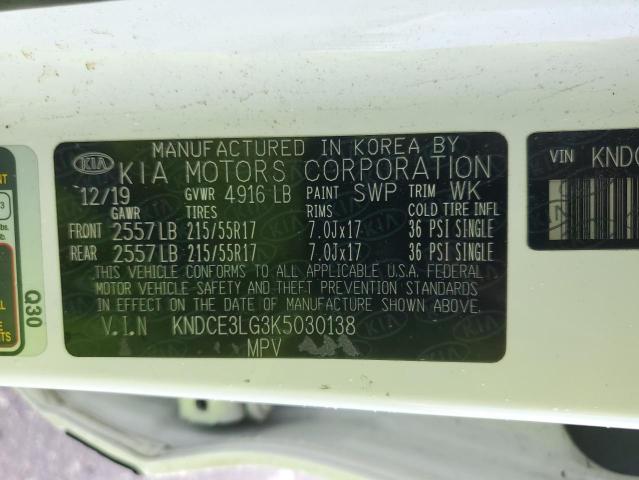 MANUFACTURED IN KOREA BY
KIA KIA MOTORS CORPORATION
12/19 GVWR 4916 LB PAINT SWP TRIM WK
GAWR TIRES RIMS COLD TIRE INFL
FRONT 2557LB 215/55R17 7.0Jx17 36 PSI SINGLE
REAR 2557LB 215/55R17 7.0Jx17 36 PSI SINGLE
THIS VEHICLE CONFORMS TO ALL APPLICABLE U.S.A. FEDERAL
MOTOR VEHICLE SAFETY & THEFT PREVENTION STANDARDS
IN EFFECT ON THE DATE OF MANUFACTURE SHOWN ABOVE.
V.I.N KNDCE3LG3K5030138
MPV
VIN KNDC
Q30